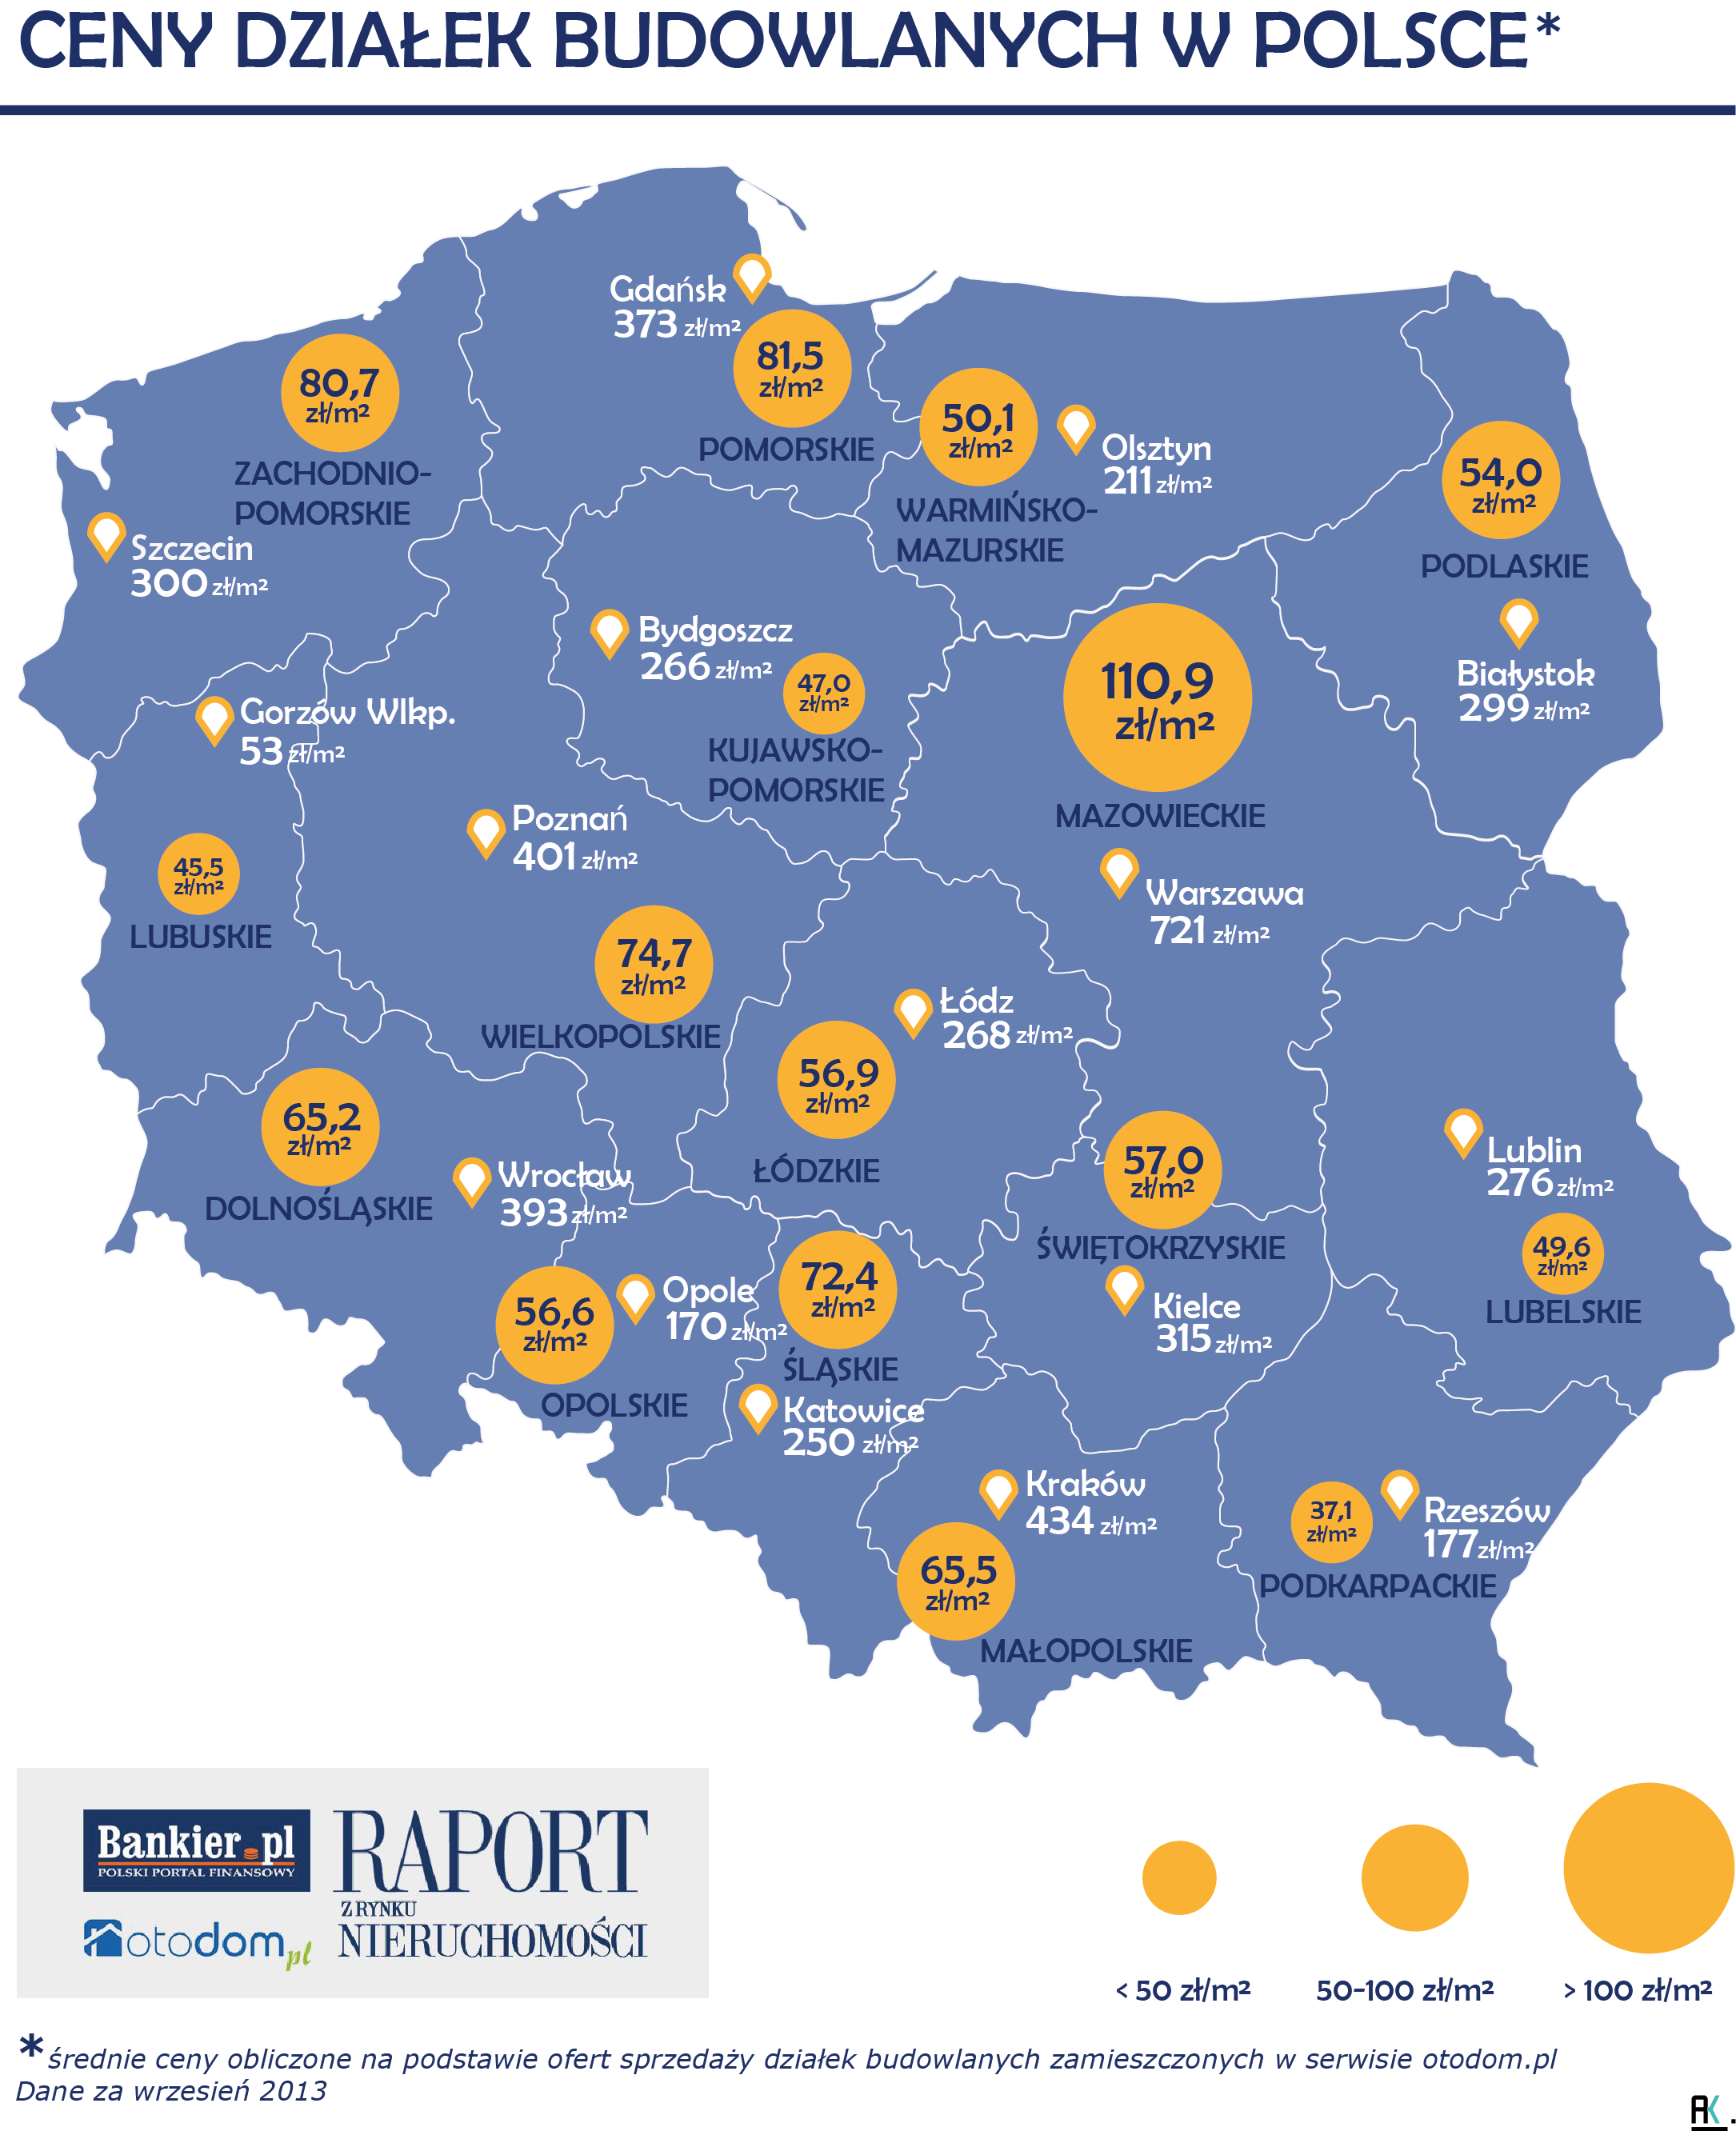 CENY DZIAŁEK BUDOWLANYCH W POLSCE*
Gdańsk
373 zł/m²
81,5
zł/m²
POMORSKIE
80,7
zł/m²
ZACHODNIO-
POMORSKIE
Szczecin
300 zł/m²
50,1
zł/m²
WARMIŃSKO-
MAZURSKIE
Olsztyn
211 zł/m²
54,0
zł/m²
PODLASKIE
Białystok
299 zł/m²
Bydgoszcz
266 zł/m²
47,0
zł/m²
KUJAWSKO-
POMORSKIE
110,9
zł/m²
MAZOWIECKIE
Warszawa
721 zł/m²
Gorzów Wlkp.
53 zł/m²
45,5
zł/m²
LUBUSKIE
Poznań
401 zł/m²
74,7
zł/m²
WIELKOPOLSKIE
Łódz
268 zł/m²
56,9
zł/m²
ŁÓDZKIE
65,2
zł/m²
DOLNOŚLĄSKIE
Wrocław
393 zł/m²
57,0
zł/m²
ŚWIĘTOKRZYSKIE
Kielce
315 zł/m²
Lublin
276 zł/m²
49,6
zł/m²
LUBELSKIE
56,6
zł/m²
OPOLSKIE
Opole
170 zł/m²
72,4
zł/m²
ŚLĄSKIE
Katowice
250 zł/m²
Kraków
434 zł/m²
65,5
zł/m²
MAŁOPOLSKIE
37,1
zł/m²
PODKARPACKIE
Rzeszów
177 zł/m²
Bankier.pl
POLSKI PORTAL FINANSOWY
otodom.pl
RAPORT
Z RYNKU
NIERUCHOMOŚCI
< 50 zł/m²
50-100 zł/m²
> 100 zł/m²
*średnie ceny obliczone na podstawie ofert sprzedaży działek budowlanych zamieszczonych w serwisie otodom.pl
Dane za wrzesień 2013
AK.